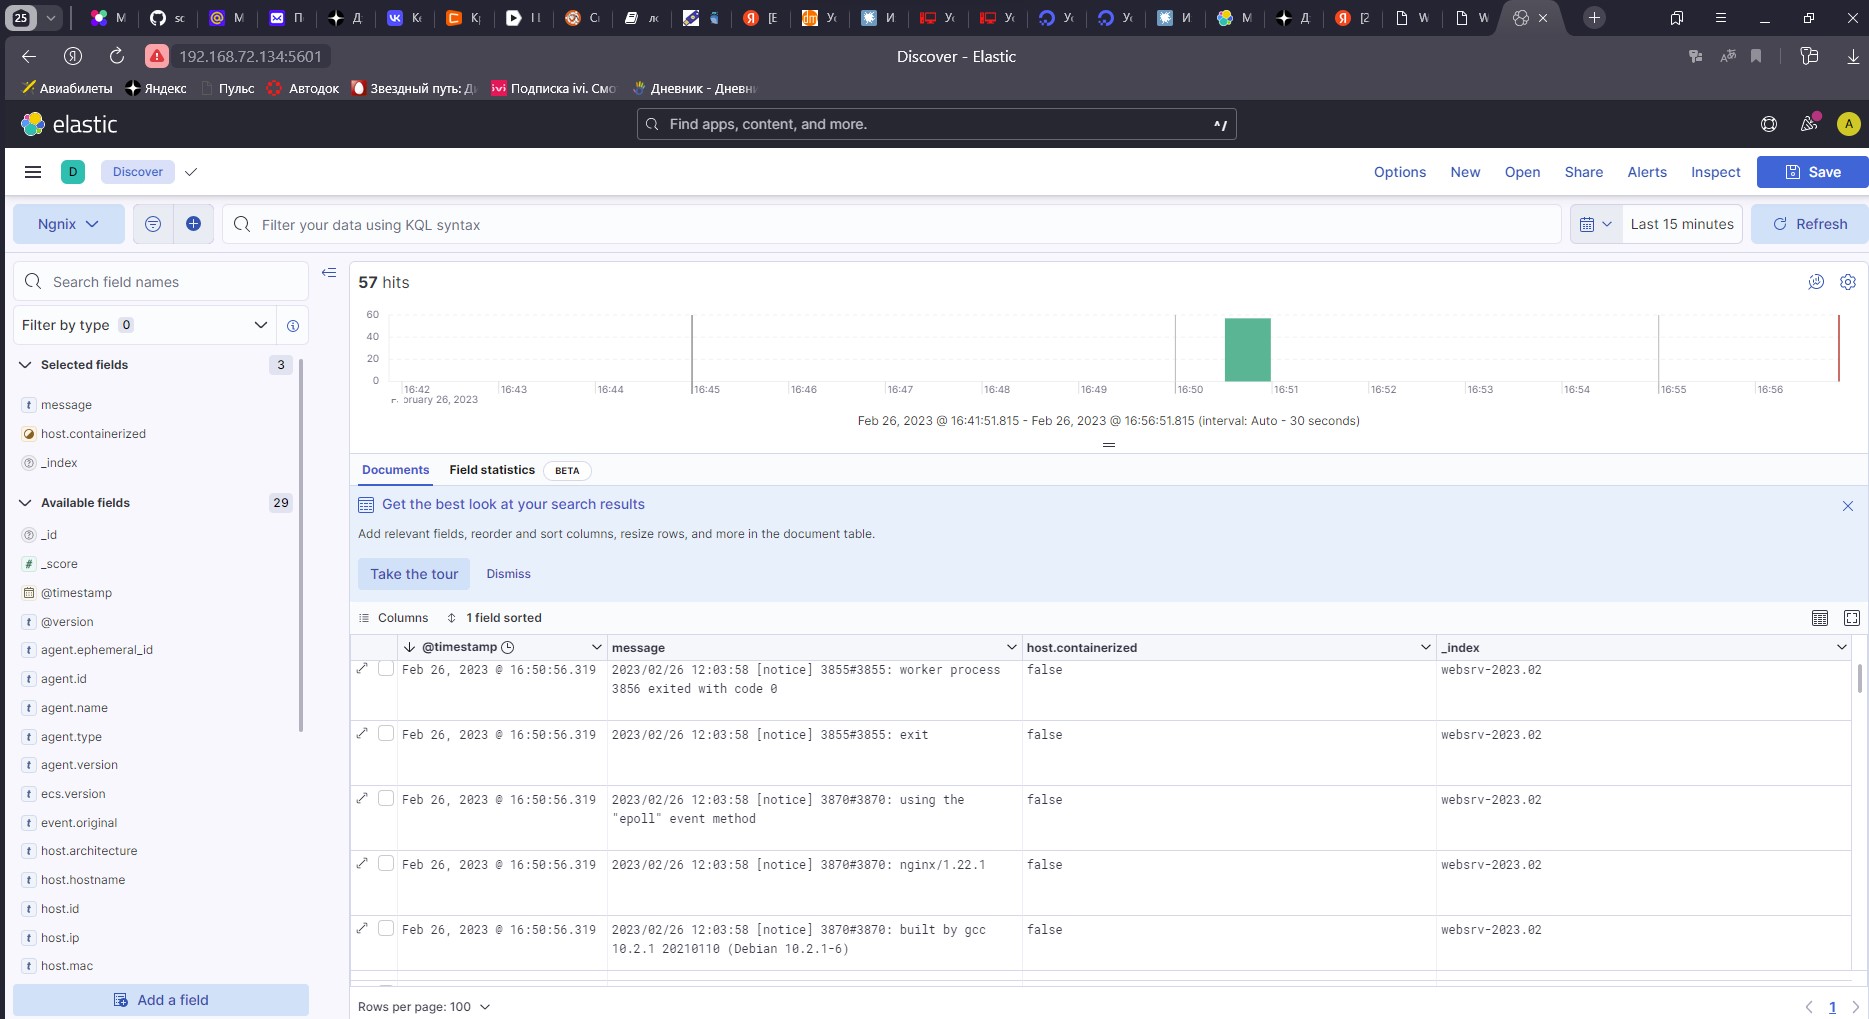 25
192.168.72.134:5601
Discover - Elastic
Авиабилеты Яндекс Пульс Автодок Звездный путь: Ди Подписка ivi. Смо Дневник - Дневни
elastic
Find apps, content, and more.
^/
A
D
Discover
Options New Open Share Alerts Inspect Save
Ngnix
Filter your data using KQL syntax
Last 15 minutes
Refresh
Search field names
Filter by type 0
Selected fields 3
message
host.containerized
_index
Available fields 29
_id
_score
@timestamp
@version
agent.ephemeral_id
agent.id
agent.name
agent.type
agent.version
ecs.version
event.original
host.architecture
host.hostname
host.id
host.ip
host.mac
Add a field
57 hits
60
40
20
0
16:42 16:43 16:44 16:45 16:46 16:47 16:48 16:49 16:50 16:51 16:52 16:53 16:54 16:55 16:56
February 26, 2023
Feb 26, 2023 @ 16:41:51.815 - Feb 26, 2023 @ 16:56:51.815 (interval: Auto - 30 seconds)
Documents Field statistics BETA
Get the best look at your search results
Add relevant fields, reorder and sort columns, resize rows, and more in the document table.
Take the tour Dismiss
Columns 1 field sorted
@timestamp message host.containerized _index
Feb 26, 2023 @ 16:50:56.319 2023/02/26 12:03:58 [notice] 3855#3855: worker process false websrv-2023.02
3856 exited with code 0
Feb 26, 2023 @ 16:50:56.319 2023/02/26 12:03:58 [notice] 3855#3855: exit false websrv-2023.02
Feb 26, 2023 @ 16:50:56.319 2023/02/26 12:03:58 [notice] 3870#3870: using the false websrv-2023.02
"epoll" event method
Feb 26, 2023 @ 16:50:56.319 2023/02/26 12:03:58 [notice] 3870#3870: nginx/1.22.1 false websrv-2023.02
Feb 26, 2023 @ 16:50:56.319 2023/02/26 12:03:58 [notice] 3870#3870: built by gcc false websrv-2023.02
10.2.1 20210110 (Debian 10.2.1-6)
Rows per page: 100
1